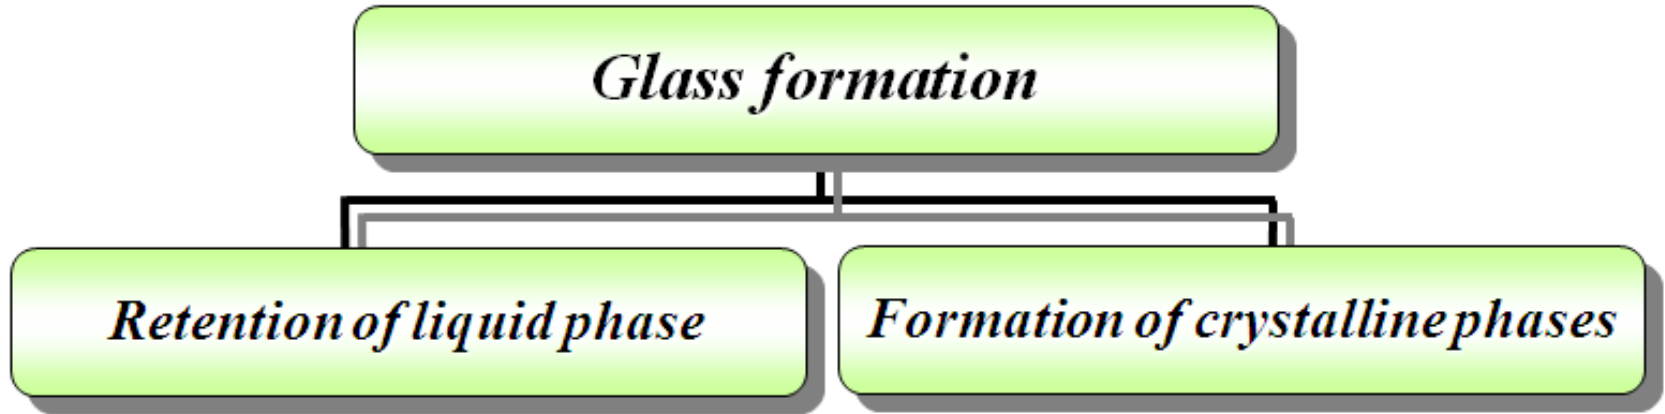 Glass formation
Retention of liquid phase
Formation of crystalline phases